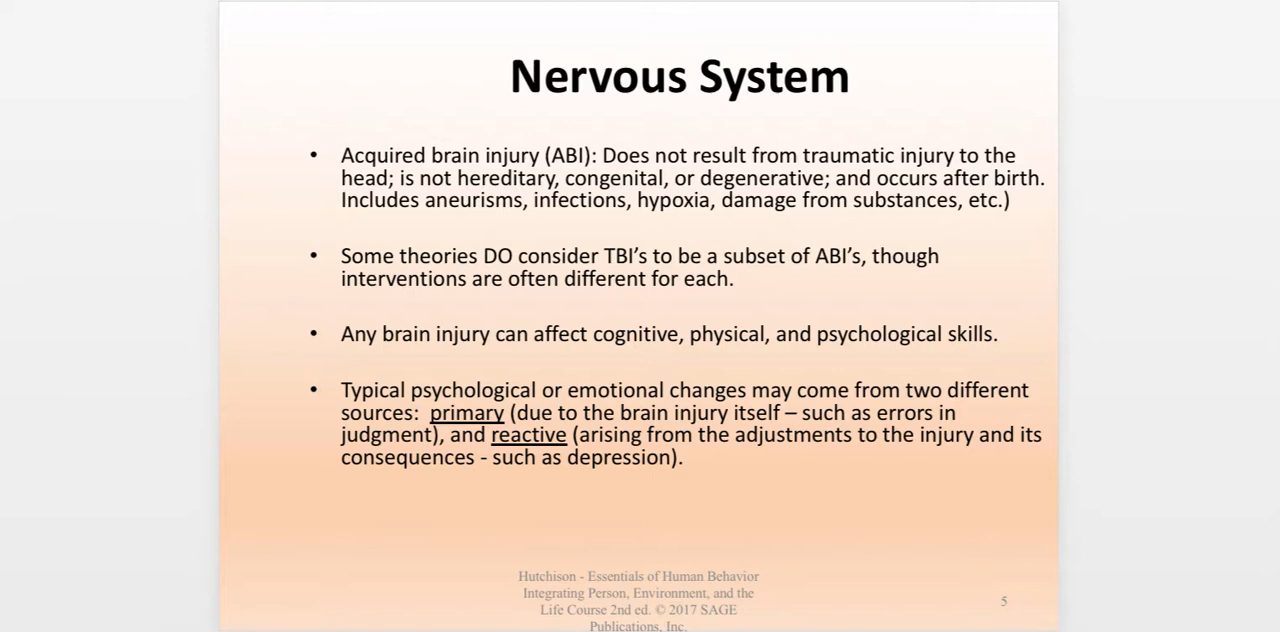 Nervous System
• Acquired brain injury (ABI): Does not result from traumatic injury to the
head; is not hereditary, congenital, or degenerative; and occurs after birth.
Includes aneurisms, infections, hypoxia, damage from substances, etc.)
• Some theories DO consider TBI’s to be a subset of ABI’s, though
interventions are often different for each.
• Any brain injury can affect cognitive, physical, and psychological skills.
• Typical psychological or emotional changes may come from two different
sources:  primary (due to the brain injury itself – such as errors in
judgment), and reactive (arising from the adjustments to the injury and its
consequences - such as depression).
Hutchison - Essentials of Human Behavior
Integrating Person, Environment, and the
Life Course 2nd ed. © 2017 SAGE
Publications, Inc.
5